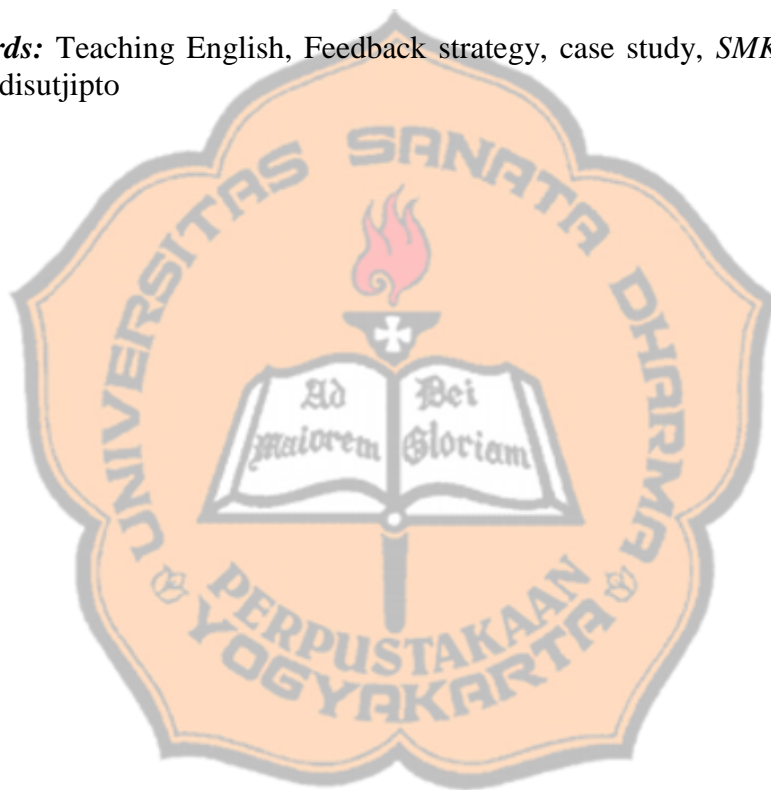 rds: Teaching English, Feedback strategy, case study, SMK
disutjipto
UNIVERSITAS SANATA DHARMA
Ad Dei
Maiorem Gloriam
PERPUSTAKAAN
YOGYAKARTA